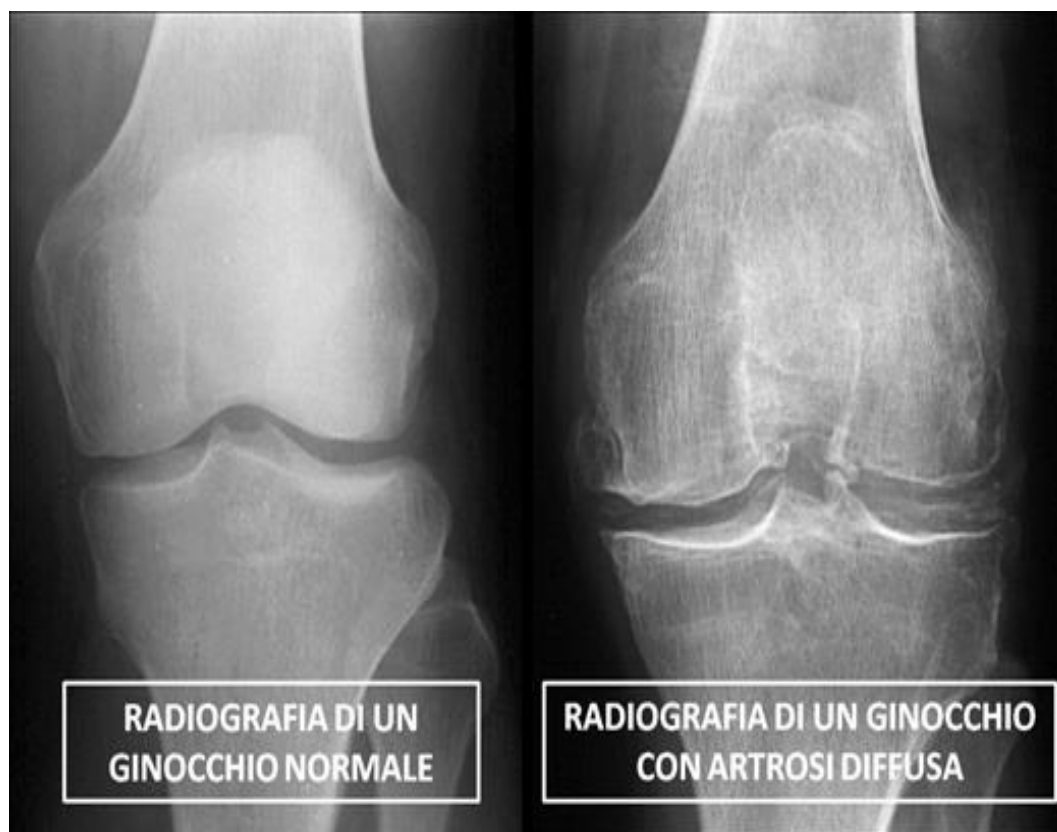 RADIOGRAFIA DI UN
GINOCCHIO NORMALE
RADIOGRAFIA DI UN GINOCCHIO
CON ARTROSI DIFFUSA